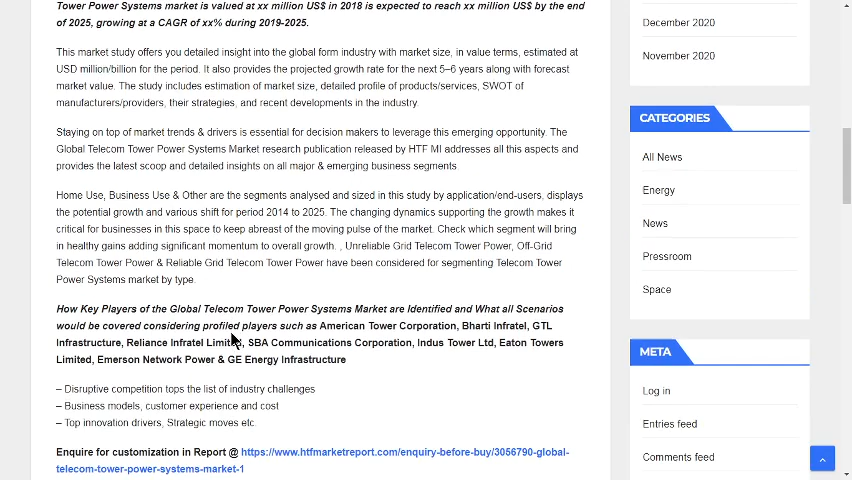 Tower Power Systems market is valued at xx million US$ in 2018 is expected to reach xx million US$ by the end
of 2025, growing at a CAGR of xx% during 2019-2025.
This market study offers you detailed insight into the global form industry with market size, in value terms, estimated at
USD million/billion for the period. It also provides the projected growth rate for the next 5–6 years along with forecast
market value. The study includes estimation of market size, detailed profile of products/services, SWOT of
manufacturers/providers, their strategies, and recent developments in the industry.
Staying on top of market trends & drivers is essential for decision makers to leverage this emerging opportunity. The
Global Telecom Tower Power Systems Market research publication released by HTF MI addresses all this aspects and
provides the latest scoop and detailed insights on all major & emerging business segments
Home Use, Business Use & Other are the segments analysed and sized in this study by application/end-users, displays
the potential growth and various shift for period 2014 to 2025. The changing dynamics supporting the growth makes it
critical for businesses in this space to keep abreast of the moving pulse of the market. Check which segment will bring
in healthy gains adding significant momentum to overall growth. , Unreliable Grid Telecom Tower Power, Off-Grid
Telecom Tower Power & Reliable Grid Telecom Tower Power have been considered for segmenting Telecom Tower
Power Systems market by type.
How Key Players of the Global Telecom Tower Power Systems Market are Identified and What all Scenarios
would be covered considering profiled players such as American Tower Corporation, Bharti Infratel, GTL
Infrastructure, Reliance Infratel Limited, SBA Communications Corporation, Indus Tower Ltd, Eaton Towers
Limited, Emerson Network Power & GE Energy Infrastructure
– Disruptive competition tops the list of industry challenges
– Business models, customer experience and cost
– Top innovation drivers, Strategic moves etc.
Enquire for customization in Report @ https://www.htfmarketreport.com/enquiry-before-buy/3056790-global-
telecom-tower-power-systems-market-1
December 2020
November 2020
CATEGORIES
All News
Energy
News
Pressroom
Space
META
Log in
Entries feed
Comments feed